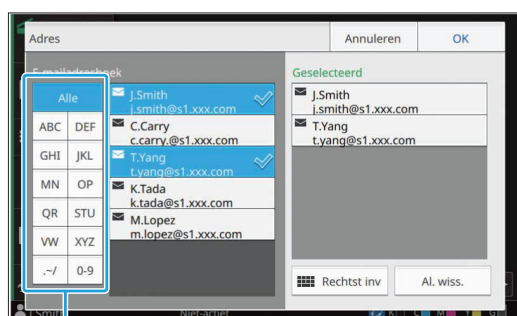 Adres
Annuleren
OK
E-mailadresboek
Geselecteerd
Alle
ABC DEF
GHI JKL
MN OP
QR STU
VW XYZ
.~/ 0-9
J.Smith
j.smith@s1.xxx.com
C.Carry
c.carry.@s1.xxx.com
T.Yang
t.yang@s1.xxx.com
K.Tada
k.tada@s1.xxx.com
M.Lopez
m.lopez@s1.xxx.com
J.Smith
j.smith@s1.xxx.com
T.Yang
t.yang@s1.xxx.com
Rechtst inv
Al. wiss.
J.Smith
Niet-actief
K
C
M
Y
G